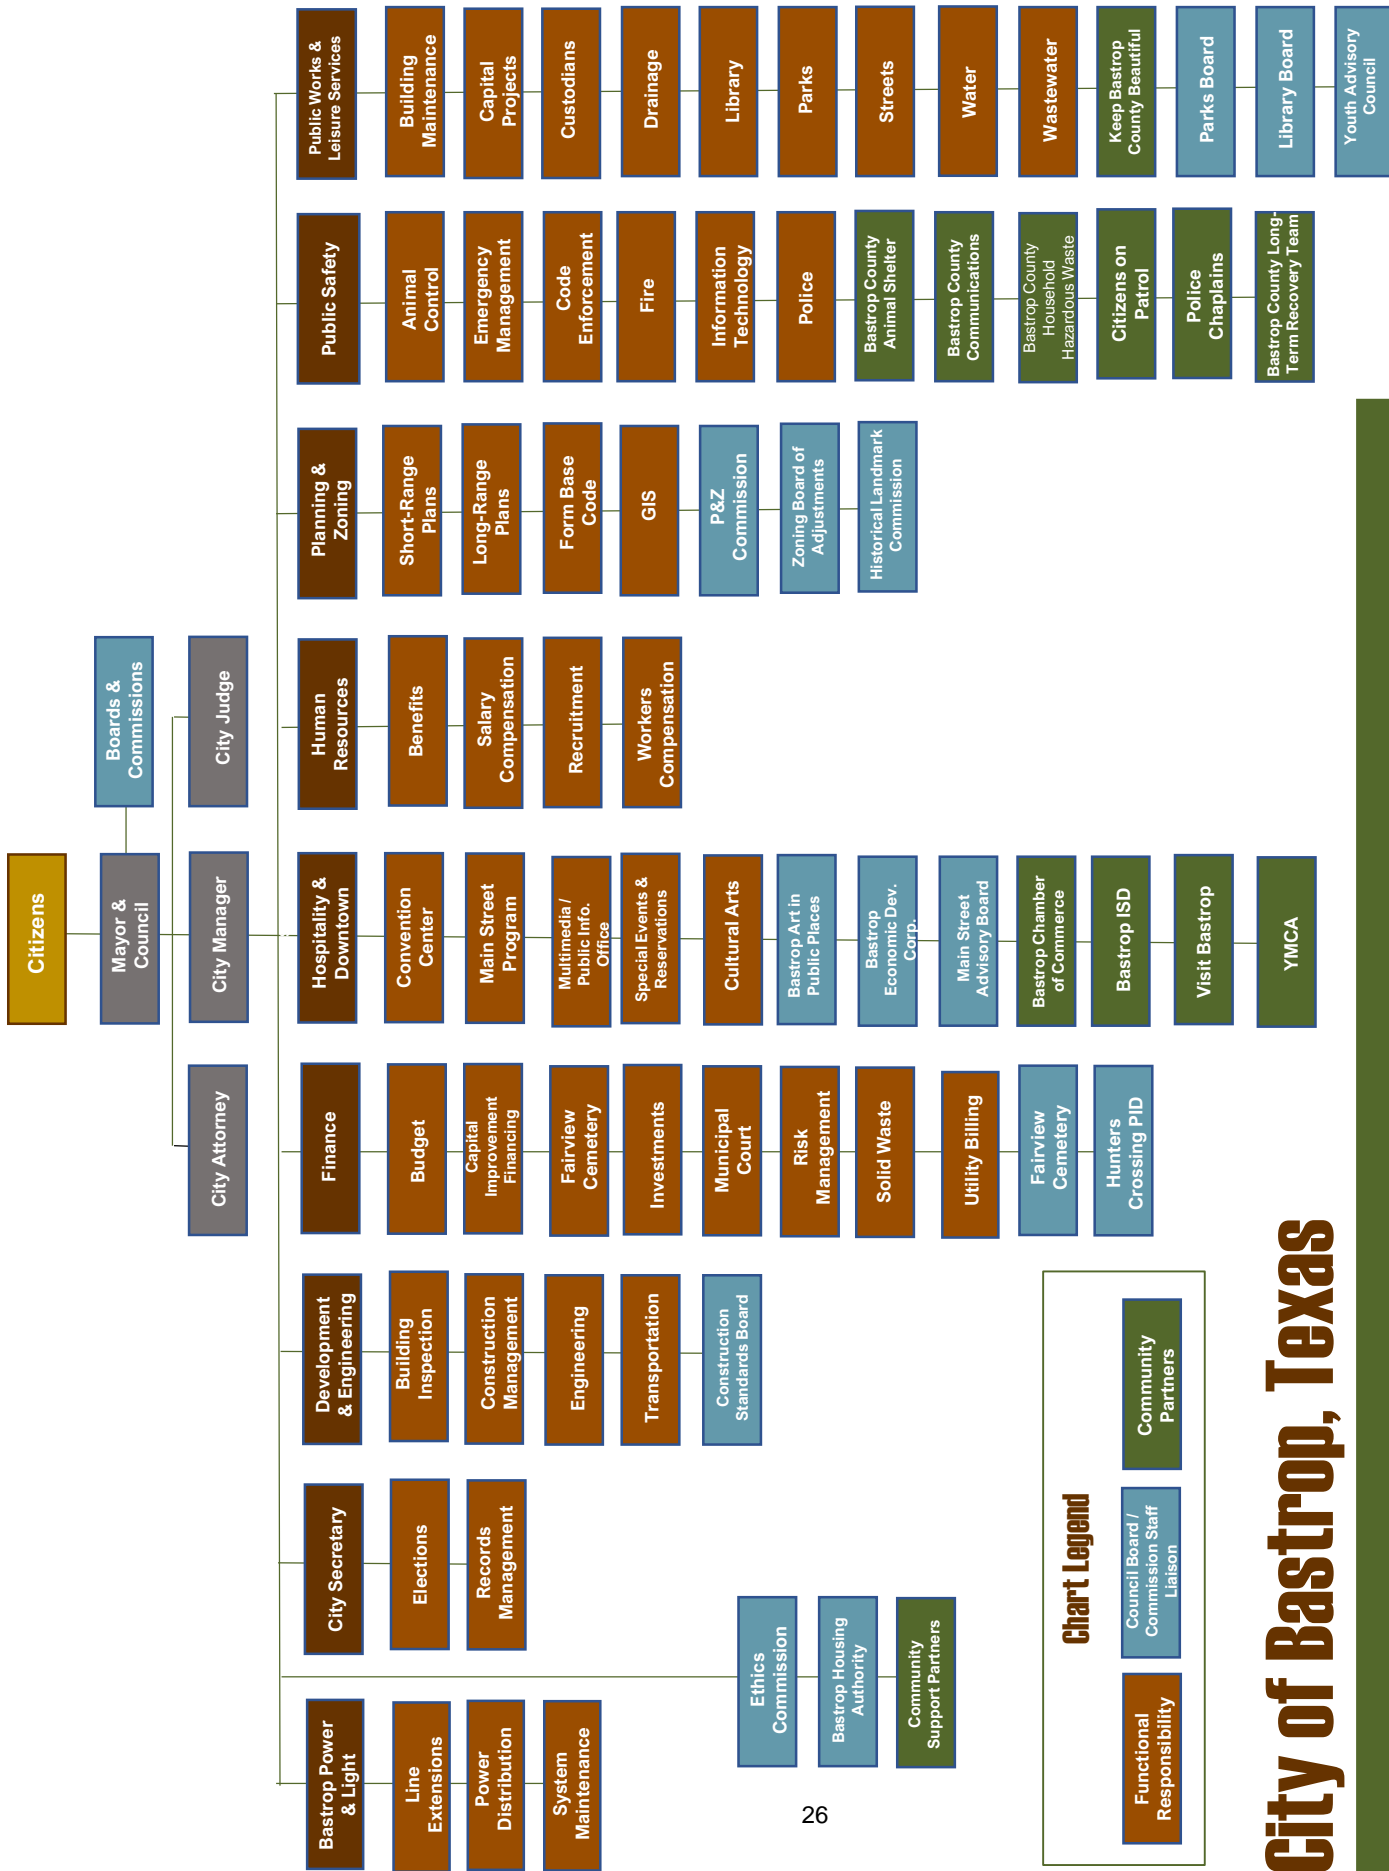 Citizens
Mayor &
Council
Boards &
Commissions
City Attorney
City Manager
City Judge
Bastrop Power
& Light
Line
Extensions
Power
Distribution
System
Maintenance
Ethics
Commission
Bastrop Housing
Authority
Community
Support Partners
City Secretary
Elections
Records
Management
Development
& Engineering
Building
Inspection
Construction
Management
Engineering
Transportation
Construction
Standards Board
Finance
Budget
Capital
Improvement
Financing
Fairview
Cemetery
Investments
Municipal
Court
Risk
Management
Solid Waste
Utility Billing
Fairview
Cemetery
Hunters
Crossing PID
Hospitality &
Downtown
Convention
Center
Main Street
Program
Multimedia /
Public Info.
Office
Special Events &
Reservations
Cultural Arts
Bastrop Art in
Public Places
Bastrop
Economic Dev.
Corp.
Main Street
Advisory Board
Bastrop Chamber
of Commerce
Bastrop ISD
Visit Bastrop
YMCA
Human
Resources
Benefits
Salary
Compensation
Recruitment
Workers
Compensation
Planning &
Zoning
Short-Range
Plans
Long-Range
Plans
Form Base
Code
GIS
P&Z
Commission
Zoning Board of
Adjustments
Historical Landmark
Commission
Public Safety
Animal
Control
Emergency
Management
Code
Enforcement
Fire
Information
Technology
Police
Bastrop County
Animal Shelter
Bastrop County
Communications
Bastrop County
Household
Hazardous Waste
Citizens on
Patrol
Police
Chaplains
Bastrop County Long-
Term Recovery Team
Public Works &
Leisure Services
Building
Maintenance
Capital
Projects
Custodians
Drainage
Library
Parks
Streets
Water
Wastewater
Keep Bastrop
County Beautiful
Parks Board
Library Board
Youth Advisory
Council
Chart Legend
Functional
Responsibility
Council Board /
Commission Staff
Liaison
Community
Partners
City of Bastrop, Texas
26